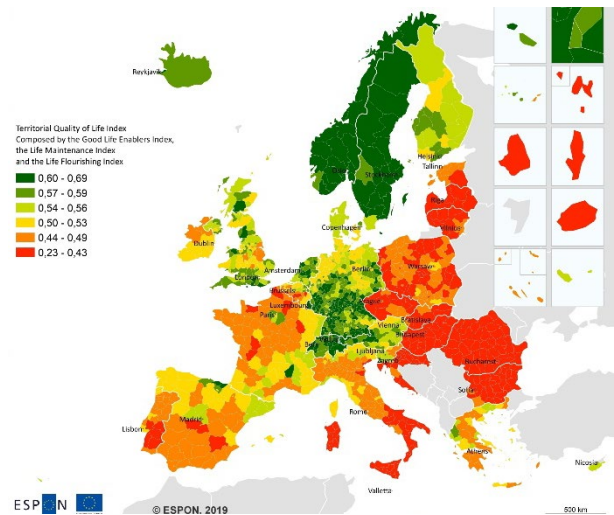 Reykjavik
Territorial Quality of Life Index
Composed by the Good Life Enablers Index,
the Life Maintenance Index
and the Life Flourishing Index
0,60 - 0,69
0,57 - 0,59
0,54 - 0,56
0,50 - 0,53
0,44 - 0,49
0,23 - 0,43
Stockholm
Helsinki
Tallinn
Riga
Vilnius
Copenhagen
Dublin
London
Amsterdam
Berlin
Warsaw
Brussels
Luxembourg
Prague
Paris
Vienna
Bratislava
Budapest
Bern
Ljubljana
Zagreb
Bucharest
Sofia
Rome
Madrid
Lisbon
Athens
Valletta
Nicosia
ESPON
© ESPON, 2019
500 km